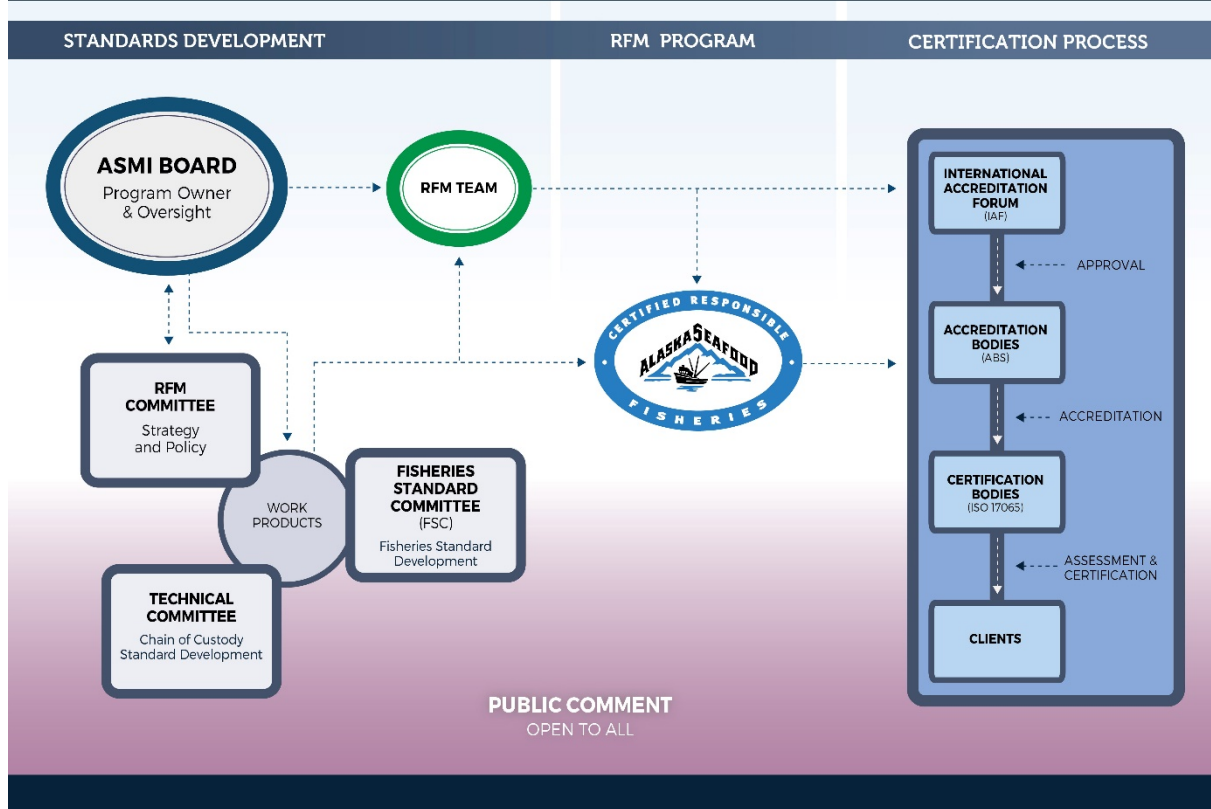 STANDARDS DEVELOPMENT
RFM PROGRAM
CERTIFICATION PROCESS
ASMI BOARD
Program Owner
& Oversight
RFM TEAM
RFM
COMMITTEE
Strategy
and Policy
WORK
PRODUCTS
FISHERIES
STANDARD
COMMITTEE
(FSC)
Fisheries Standard
Development
TECHNICAL
COMMITTEE
Chain of Custody
Standard Development
CERTIFIED RESPONSIBLE
ALASKA SEAFOOD
FISHERIES
INTERNATIONAL
ACCREDITATION
FORUM
(IAF)
APPROVAL
ACCREDITATION
BODIES
(ABS)
ACCREDITATION
CERTIFICATION
BODIES
(ISO 17065)
ASSESSMENT &
CERTIFICATION
CLIENTS
PUBLIC COMMENT
OPEN TO ALL